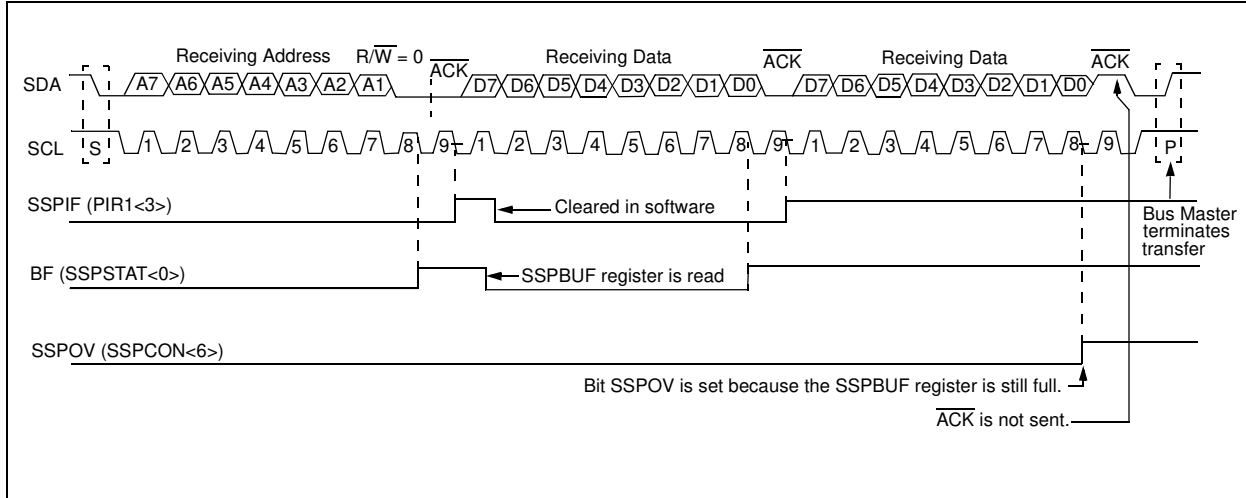 Receiving Address R/W = 0 ACK Receiving Data ACK Receiving Data ACK
SDA A7 A6 A5 A4 A3 A2 A1 D7 D6 D5 D4 D3 D2 D1 D0 D7 D6 D5 D4 D3 D2 D1 D0
SCL S 1 2 3 4 5 6 7 8 9 1 2 3 4 5 6 7 8 9 1 2 3 4 5 6 7 8 9 P
SSPIF (PIR1<3>) Cleared in software
Bus Master
terminates
transfer
BF (SSPSTAT<0>) SSPBUF register is read
SSPOV (SSPCON<6>)
Bit SSPOV is set because the SSPBUF register is still full.
ACK is not sent.